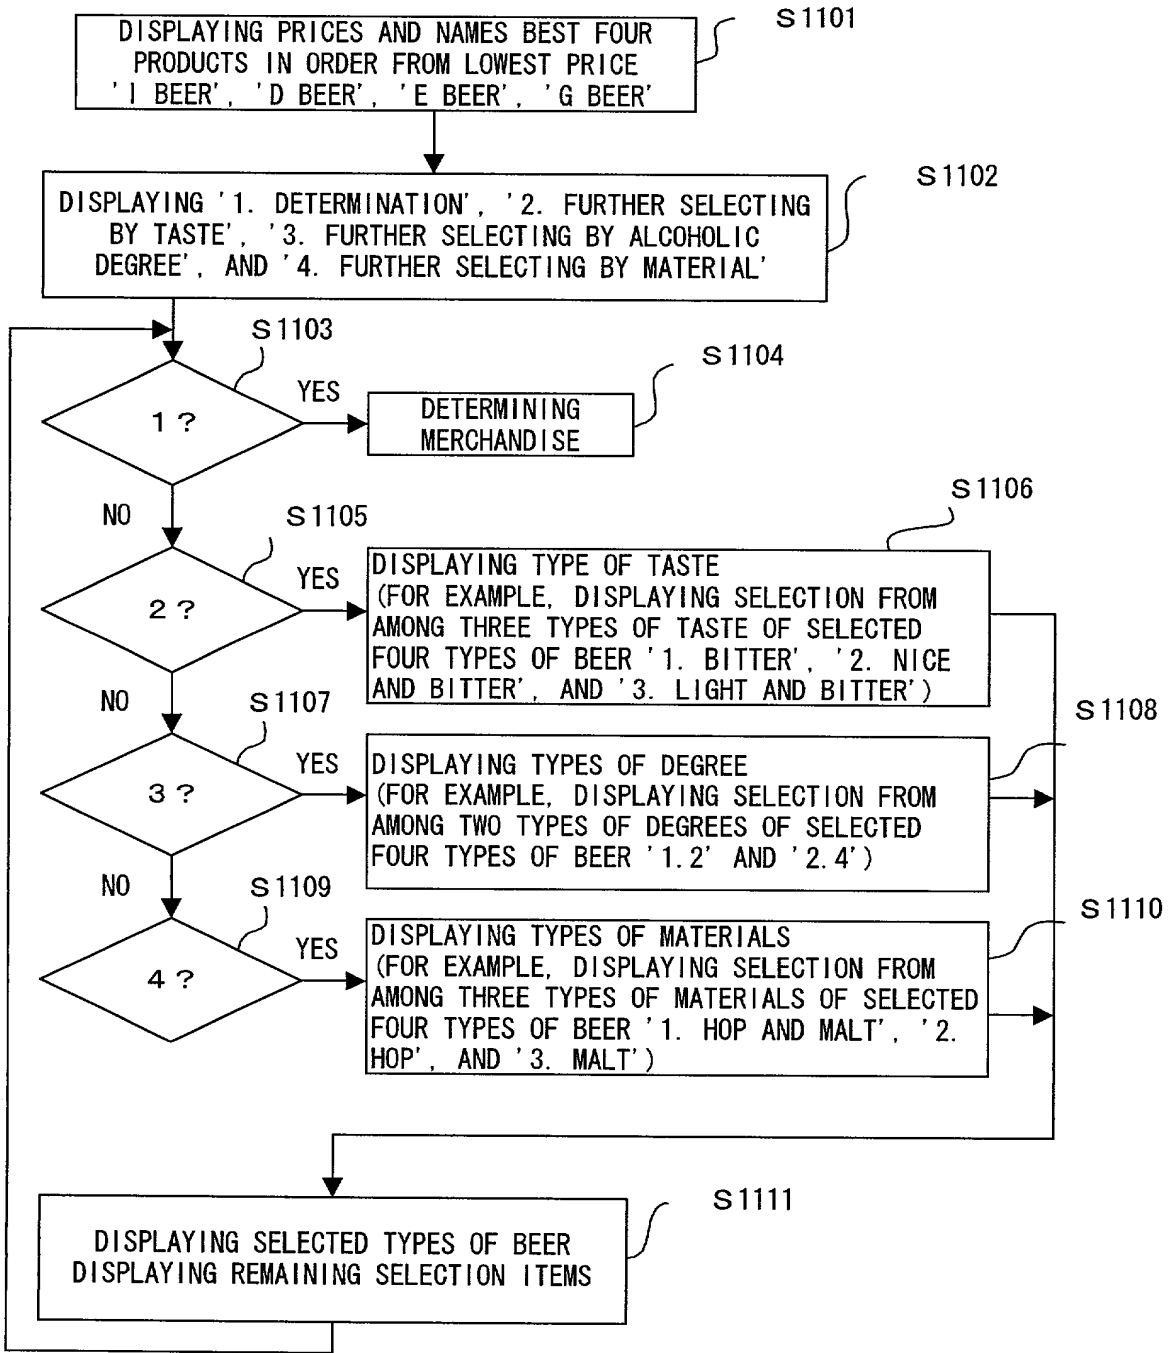 S1101
DISPLAYING PRICES AND NAMES BEST FOUR
PRODUCTS IN ORDER FROM LOWEST PRICE
'I BEER', 'D BEER', 'E BEER', 'G BEER'
S1102
DISPLAYING '1. DETERMINATION', '2. FURTHER SELECTING
BY TASTE', '3. FURTHER SELECTING BY ALCOHOLIC
DEGREE', AND '4. FURTHER SELECTING BY MATERIAL'
S1103
1?
YES
S1104
DETERMINING
MERCHANDISE
NO
S1105
2?
YES
S1106
DISPLAYING TYPE OF TASTE
(FOR EXAMPLE, DISPLAYING SELECTION FROM
AMONG THREE TYPES OF TASTE OF SELECTED
FOUR TYPES OF BEER '1. BITTER', '2. NICE
AND BITTER', AND '3. LIGHT AND BITTER')
NO
S1107
3?
YES
S1108
DISPLAYING TYPES OF DEGREE
(FOR EXAMPLE, DISPLAYING SELECTION FROM
AMONG TWO TYPES OF DEGREES OF SELECTED
FOUR TYPES OF BEER '1.2' AND '2.4')
NO
S1109
4?
YES
S1110
DISPLAYING TYPES OF MATERIALS
(FOR EXAMPLE, DISPLAYING SELECTION FROM
AMONG THREE TYPES OF MATERIALS OF SELECTED
FOUR TYPES OF BEER '1. HOP AND MALT', '2.
HOP', AND '3. MALT')
S1111
DISPLAYING SELECTED TYPES OF BEER
DISPLAYING REMAINING SELECTION ITEMS